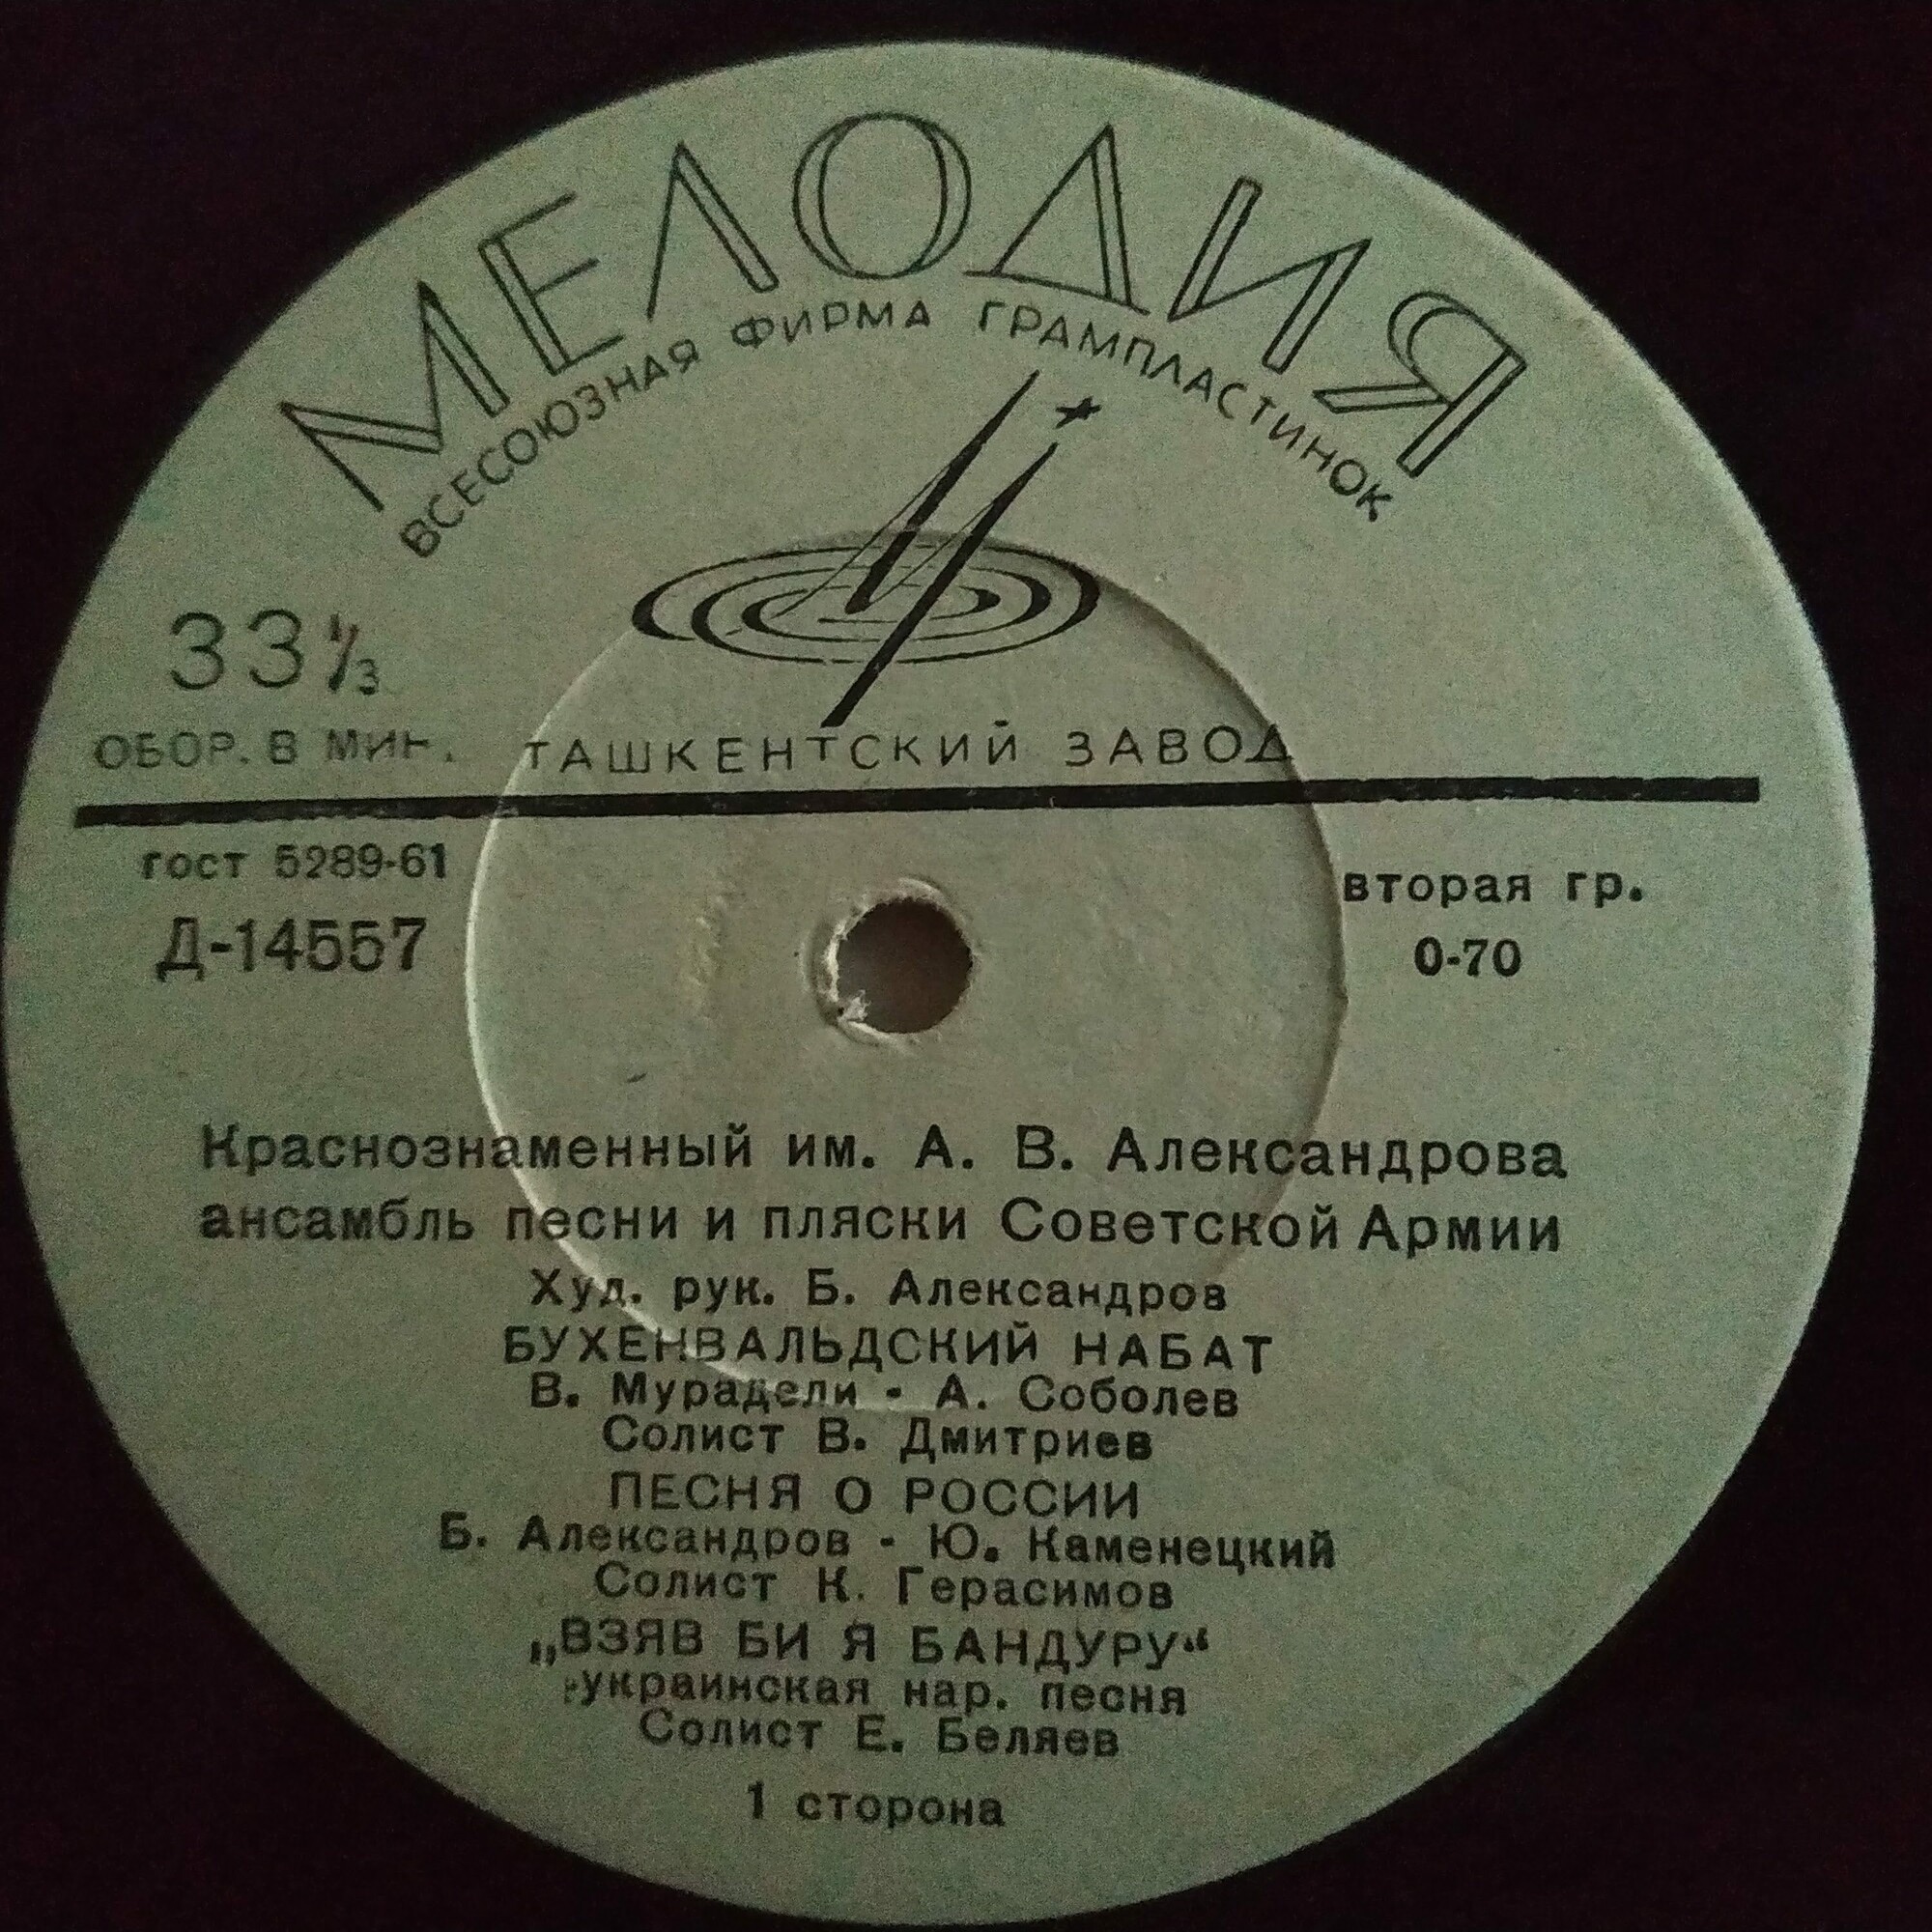 МЕЛОДИЯ
ВСЕСОЮЗНАЯ ФИРМА ГРАМПЛАСТИНОК
33 1/3
ОБОР. В МИН.
ТАШКЕНТСКИЙ ЗАВОД
гост 5289-61
Д-14557
вторая гр.
0-70
Краснознаменный им. А. В. Александрова
ансамбль песни и пляски Советской Армии
Худ. рук. Б. Александров
БУХЕНВАЛЬДСКИЙ НАБАТ
В. Мурадели - А. Соболев
Солист В. Дмитриев
ПЕСНЯ О РОССИИ
Б. Александров - Ю. Каменецкий
Солист К. Герасимов
„ВЗЯВ БИ Я БАНДУРУ“
украинская нар. песня
Солист Е. Беляев
1 сторона